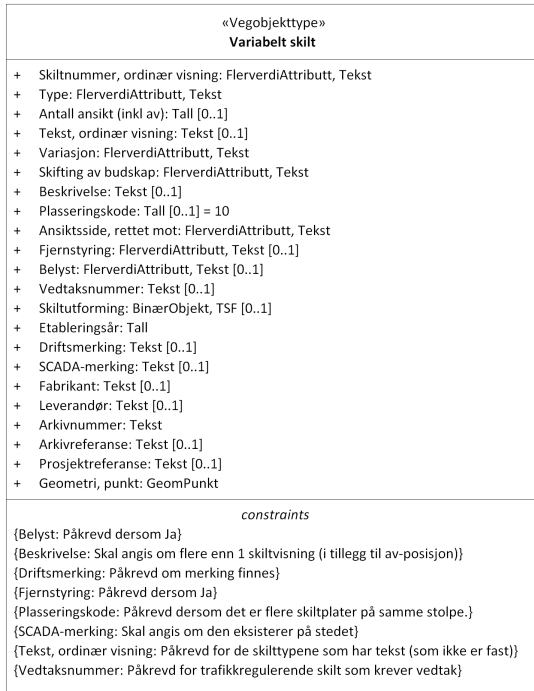 «Vegobjekttype»
Variabelt skilt
+ Skiltnummer, ordinær visning: FlerverdiAttributt, Tekst
+ Type: FlerverdiAttributt, Tekst
+ Antall ansikt (inkl av): Tall [0..1]
+ Tekst, ordinær visning: Tekst [0..1]
+ Variasjon: FlerverdiAttributt, Tekst
+ Skifting av budskap: FlerverdiAttributt, Tekst
+ Beskrivelse: Tekst [0..1]
+ Plasseringskode: Tall [0..1] = 10
+ Ansiktsside, rettet mot: FlerverdiAttributt, Tekst
+ Fjernstyring: FlerverdiAttributt, Tekst [0..1]
+ Belyst: FlerverdiAttributt, Tekst [0..1]
+ Vedtaksnummer: Tekst [0..1]
+ Skiltutforming: BinærObjekt, TSF [0..1]
+ Etableringsår: Tall
+ Driftsmerking: Tekst [0..1]
+ SCADA-merking: Tekst [0..1]
+ Fabrikant: Tekst [0..1]
+ Leverandør: Tekst [0..1]
+ Arkivnummer: Tekst
+ Arkivreferanse: Tekst [0..1]
+ Prosjektreferanse: Tekst [0..1]
+ Geometri, punkt: GeomPunkt
constraints
{Belyst: Påkrevd dersom Ja}
{Beskrivelse: Skal angis om flere enn 1 skiltvisning (i tillegg til av-posisjon)}
{Driftsmerking: Påkrevd om merking finnes}
{Fjernstyring: Påkrevd dersom Ja}
{Plasseringskode: Påkrevd dersom det er flere skiltplater på samme stolpe.}
{SCADA-merking: Skal angis om den eksisterer på stedet}
{Tekst, ordinær visning: Påkrevd for de skilttypene som har tekst (som ikke er fast)}
{Vedtaksnummer: Påkrevd for trafikkregulerende skilt som krever vedtak}